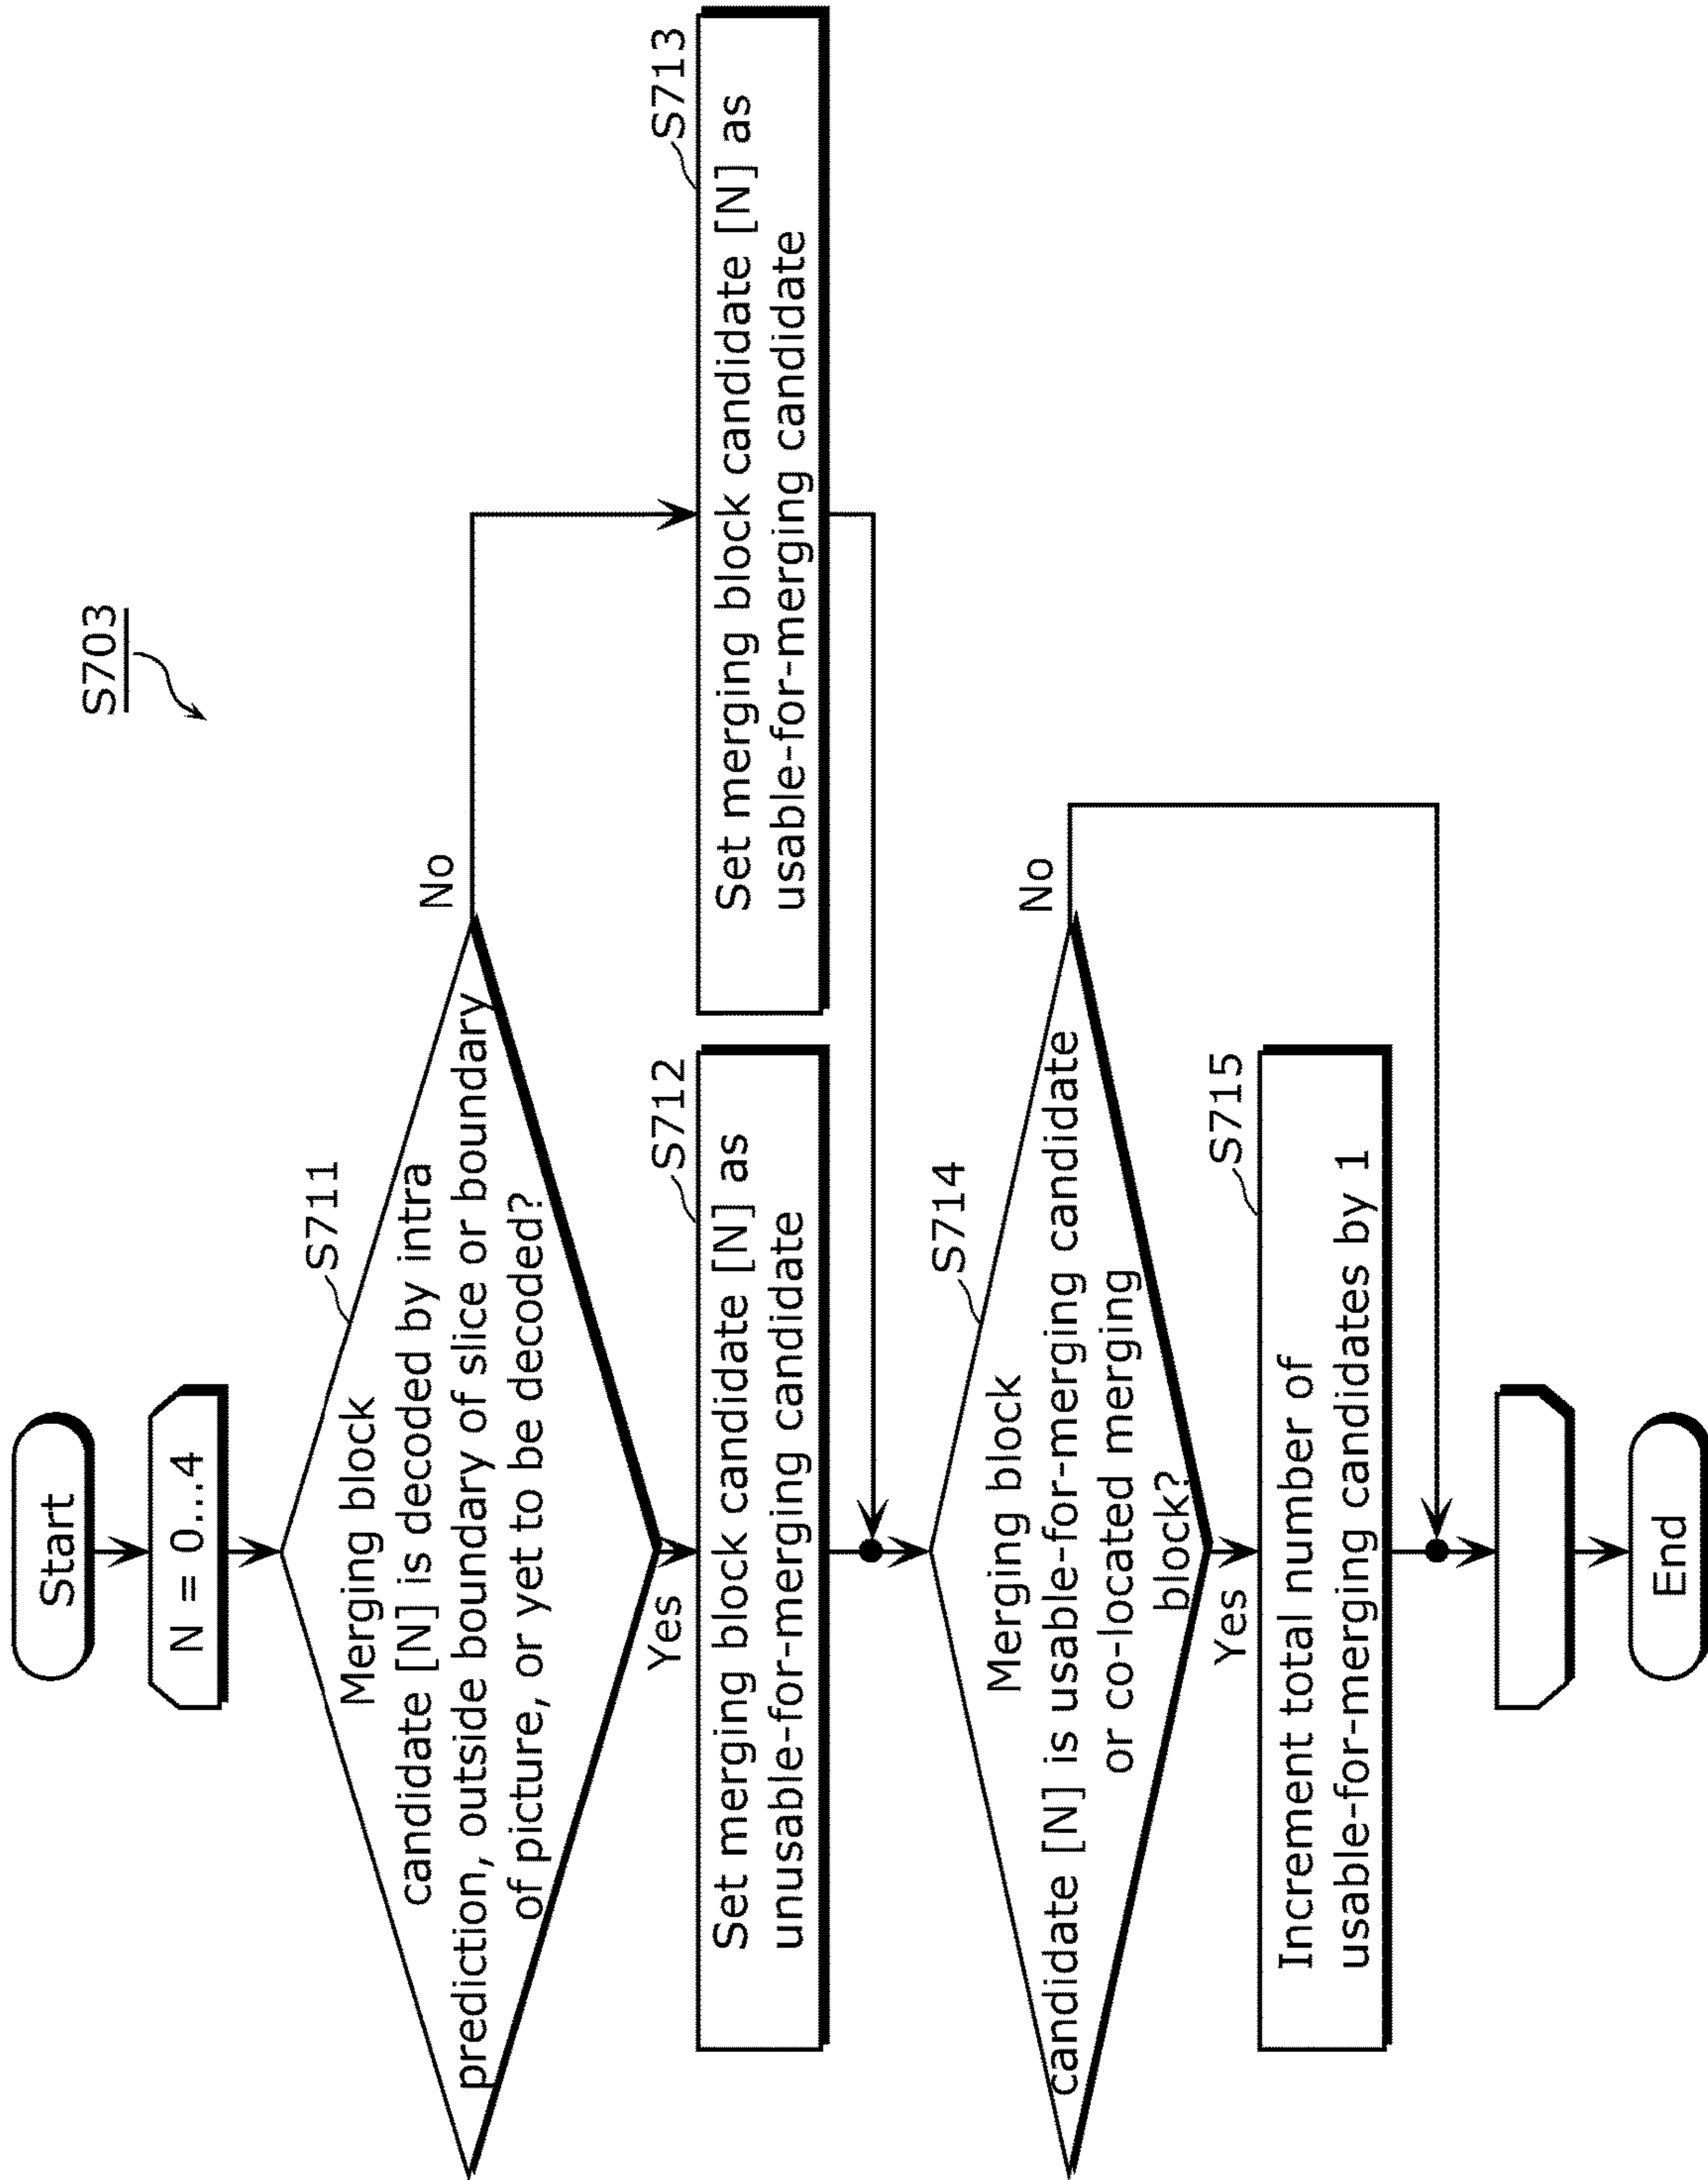 S703
Start
N = 0...4
S711
Merging block
candidate [N] is decoded by intra
prediction, outside boundary of slice or boundary
of picture, or yet to be decoded?
No
Yes
S712
Set merging block candidate [N] as
unusable-for-merging candidate
S713
Set merging block candidate [N] as
usable-for-merging candidate
S714
Merging block
candidate [N] is usable-for-merging candidate
or co-located merging
block?
No
Yes
S715
Increment total number of
usable-for-merging candidates by 1
End